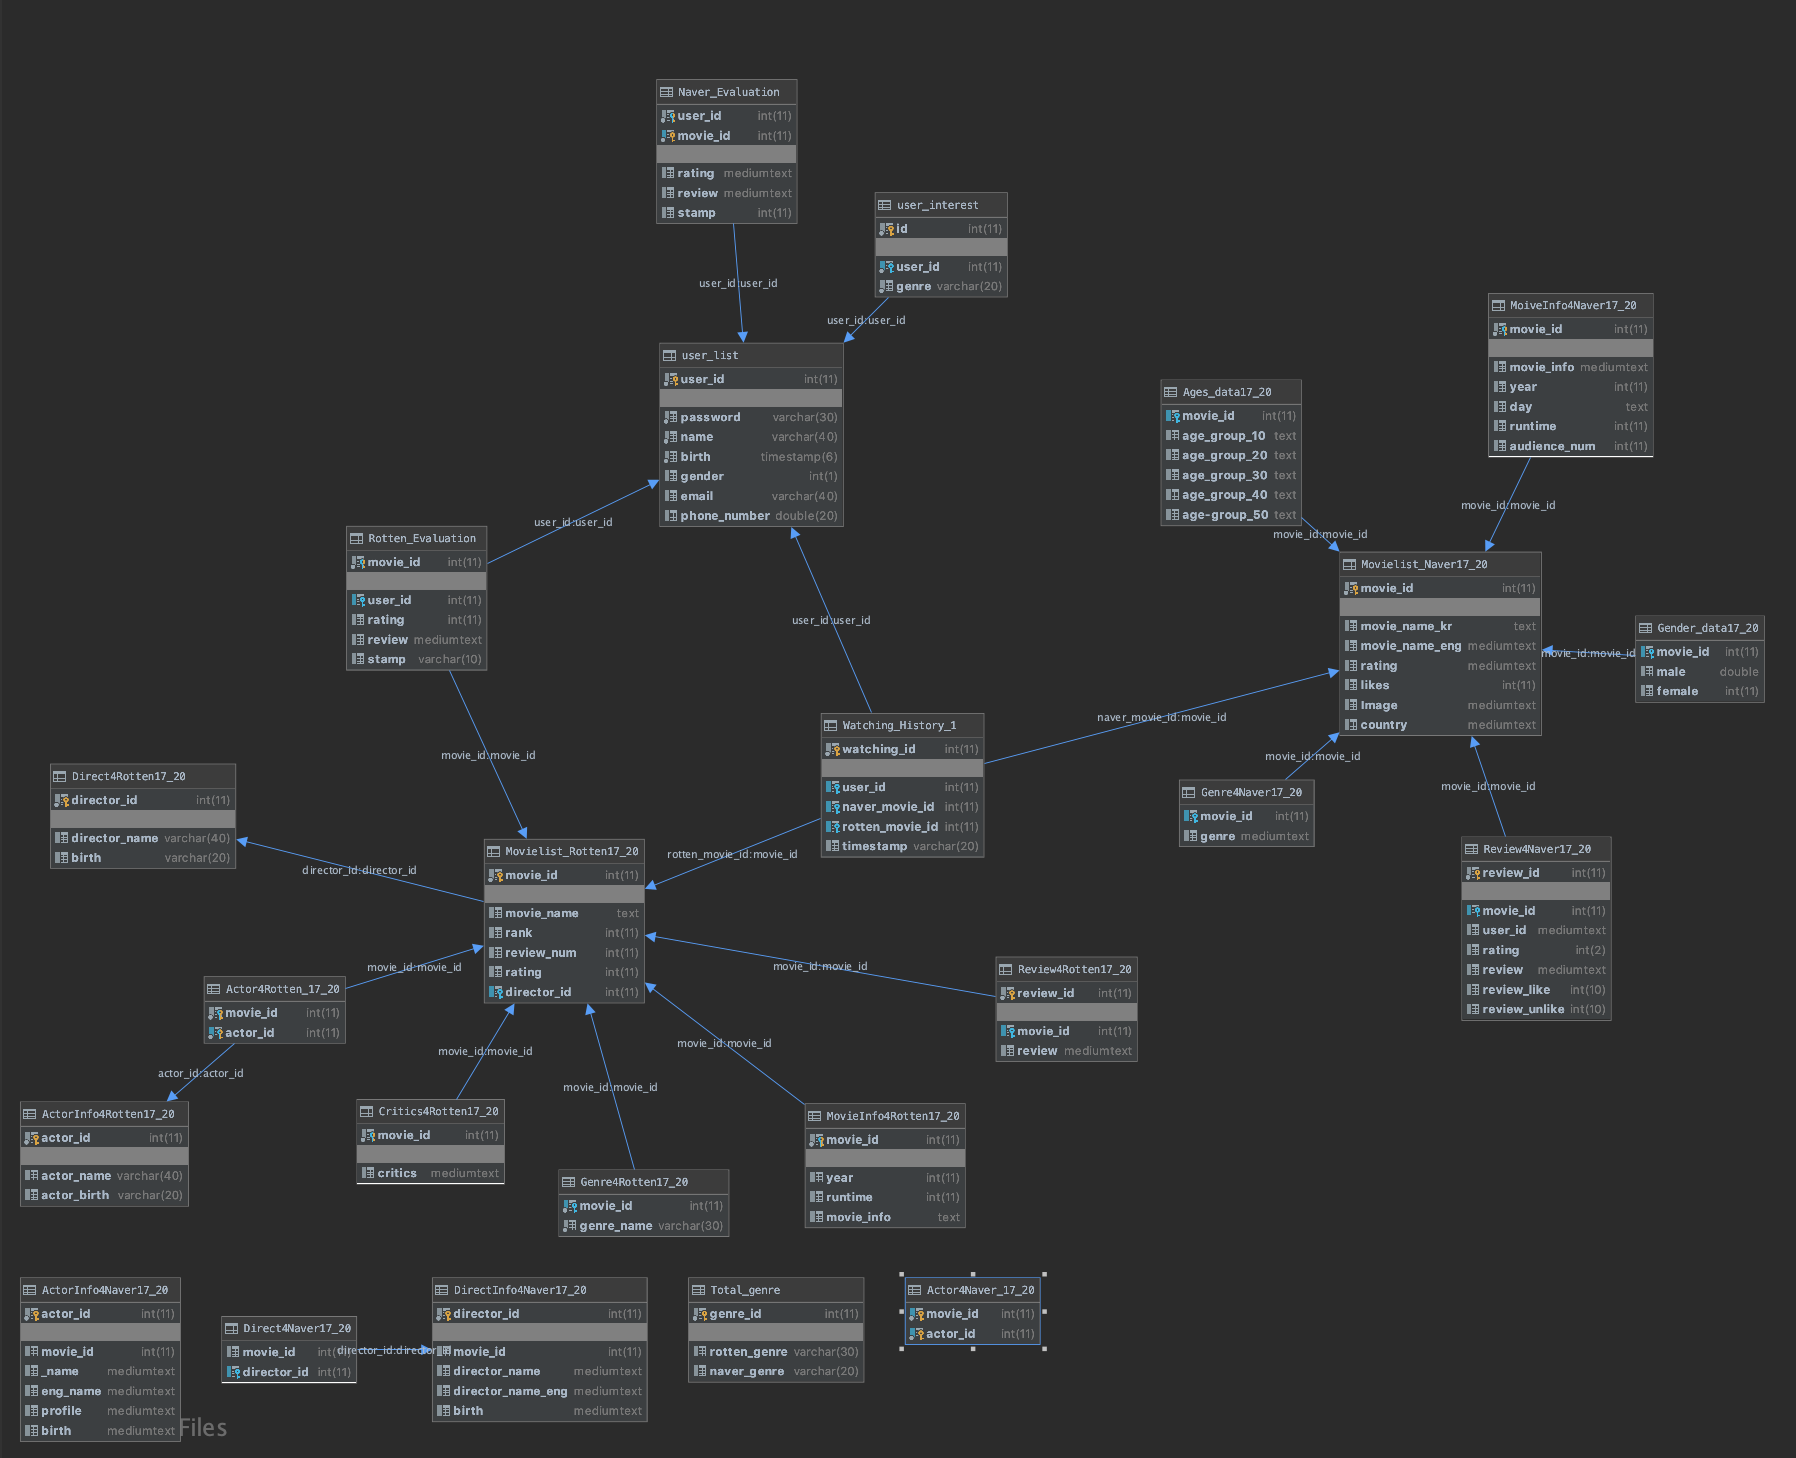 Naver_Evaluation
user_id int(11)
movie_id int(11)
rating mediumtext
review mediumtext
stamp int(11)
user_interest
id int(11)
user_id int(11)
genre varchar(20)
user_id:user_id
user_id:user_id
user_list
user_id int(11)
password varchar(30)
name varchar(40)
birth timestamp(6)
gender int(1)
email varchar(40)
phone_number double(20)
MoiveInfo4Naver17_20
movie_id int(11)
movie_info mediumtext
year int(11)
day text
runtime int(11)
audience_num int(11)
Ages_data17_20
movie_id int(11)
age_group_10 text
age_group_20 text
age_group_30 text
age_group_40 text
age-group_50 text
movie_id:movie_id
movie_id:movie_id
user_id:user_id
Rotten_Evaluation
movie_id int(11)
user_id int(11)
rating int(11)
review mediumtext
stamp varchar(10)
Movielist_Naver17_20
movie_id int(11)
movie_name_kr text
movie_name_eng mediumtext
rating mediumtext
likes int(11)
Image mediumtext
country mediumtext
Gender_data17_20
movie_id int(11)
male double
female int(11)
movie_id:movie_id
user_id:user_id
naver_movie_id:movie_id
Watching_History_1
watching_id int(11)
user_id int(11)
naver_movie_id int(11)
rotten_movie_id int(11)
timestamp varchar(20)
movie_id:movie_id
movie_id:movie_id
movie_id:movie_id
Direct4Rotten17_20
director_id int(11)
director_name varchar(40)
birth varchar(20)
Genre4Naver17_20
movie_id int(11)
genre mediumtext
Review4Naver17_20
review_id int(11)
movie_id int(11)
user_id mediumtext
rating int(2)
review mediumtext
review_like int(10)
review_unlike int(10)
director_id:director_id
rotten_movie_id:movie_id
Movielist_Rotten17_20
movie_id int(11)
movie_name text
rank int(11)
review_num int(11)
rating int(11)
director_id int(11)
movie_id:movie_id
movie_id:movie_id
Review4Rotten17_20
review_id int(11)
movie_id int(11)
review mediumtext
Actor4Rotten_17_20
movie_id int(11)
actor_id int(11)
actor_id:actor_id
movie_id:movie_id
movie_id:movie_id
movie_id:movie_id
ActorInfo4Rotten17_20
actor_id int(11)
actor_name varchar(40)
actor_birth varchar(20)
Critics4Rotten17_20
movie_id int(11)
critics mediumtext
Genre4Rotten17_20
movie_id int(11)
genre_name varchar(30)
MovieInfo4Rotten17_20
movie_id int(11)
year int(11)
runtime int(11)
movie_info text
ActorInfo4Naver17_20
actor_id int(11)
movie_id int(11)
_name mediumtext
eng_name mediumtext
profile mediumtext
birth mediumtext
Files
Direct4Naver17_20
movie_id
director_id int(11)
DirectInfo4Naver17_20
director_id int(11)
movie_id int(11)
director_name mediumtext
director_name_eng mediumtext
birth mediumtext
Total_genre
genre_id int(11)
rotten_genre varchar(30)
naver_genre varchar(20)
Actor4Naver_17_20
movie_id int(11)
actor_id int(11)